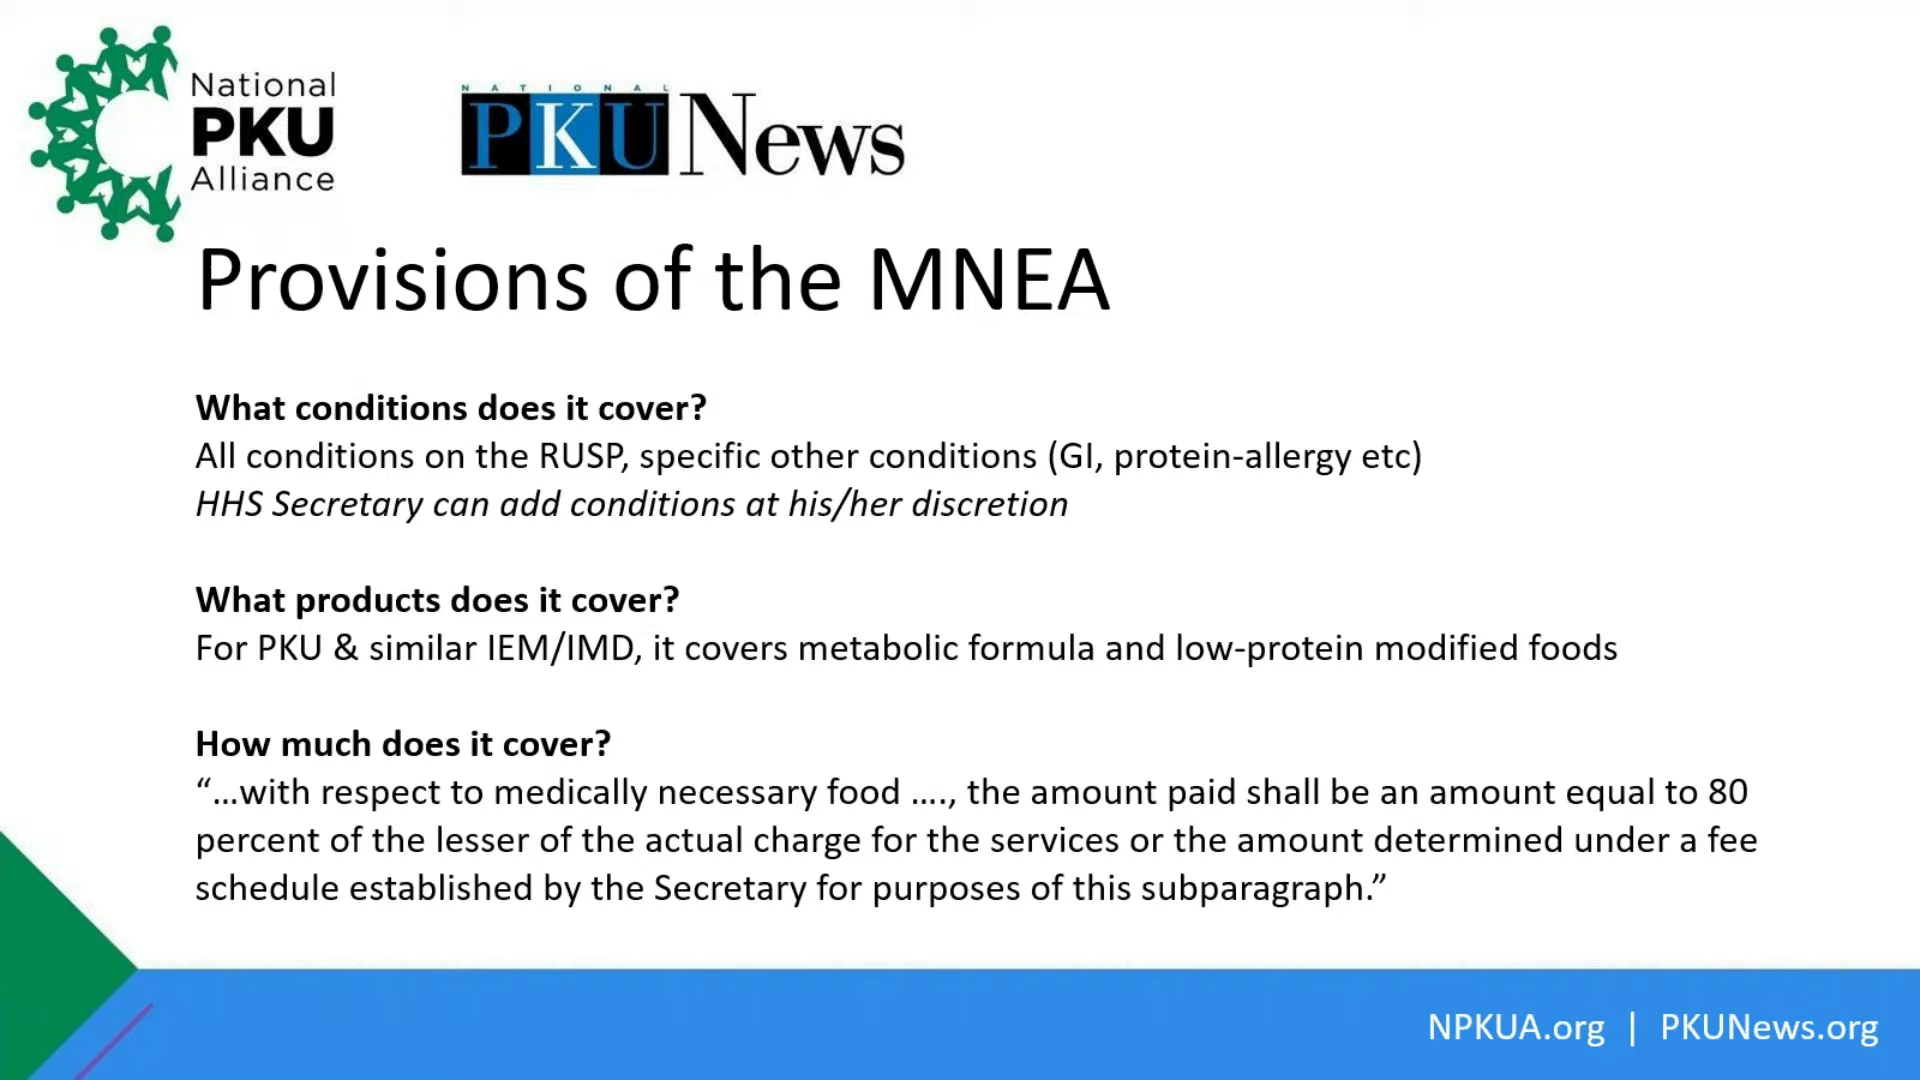 National
PKU
Alliance
NATIONAL
PKU News
Provisions of the MNEA
What conditions does it cover?
All conditions on the RUSP, specific other conditions (GI, protein-allergy etc)
HHS Secretary can add conditions at his/her discretion
What products does it cover?
For PKU & similar IEM/IMD, it covers metabolic formula and low-protein modified foods
How much does it cover?
“…with respect to medically necessary food …., the amount paid shall be an amount equal to 80
percent of the lesser of the actual charge for the services or the amount determined under a fee
schedule established by the Secretary for purposes of this subparagraph.”
NPKUA.org | PKUNews.org